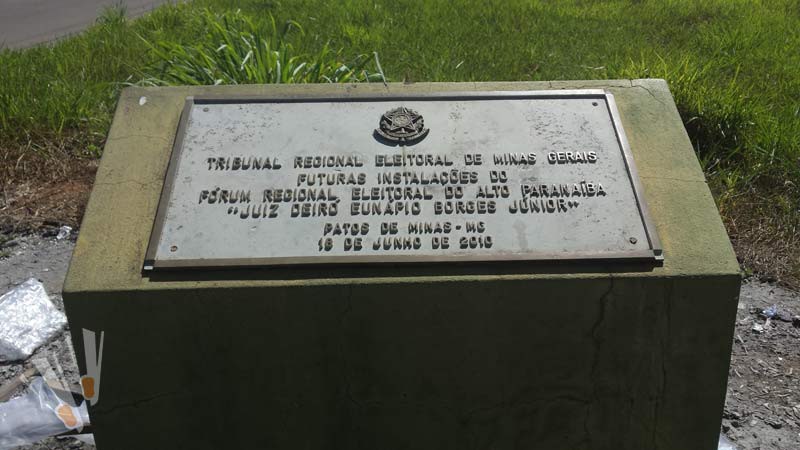 TRIBUNAL REGIONAL ELEITORAL DE MINAS GERAIS
FUTURAS INSTALAÇÕES DO
FÓRUM REGIONAL ELEITORAL DO ALTO PARANAÍBA
"JUIZ DEIRÓ EUNÁPIO BORGES JÚNIOR"
PATOS DE MINAS - MG
18 DE JUNHO DE 2010